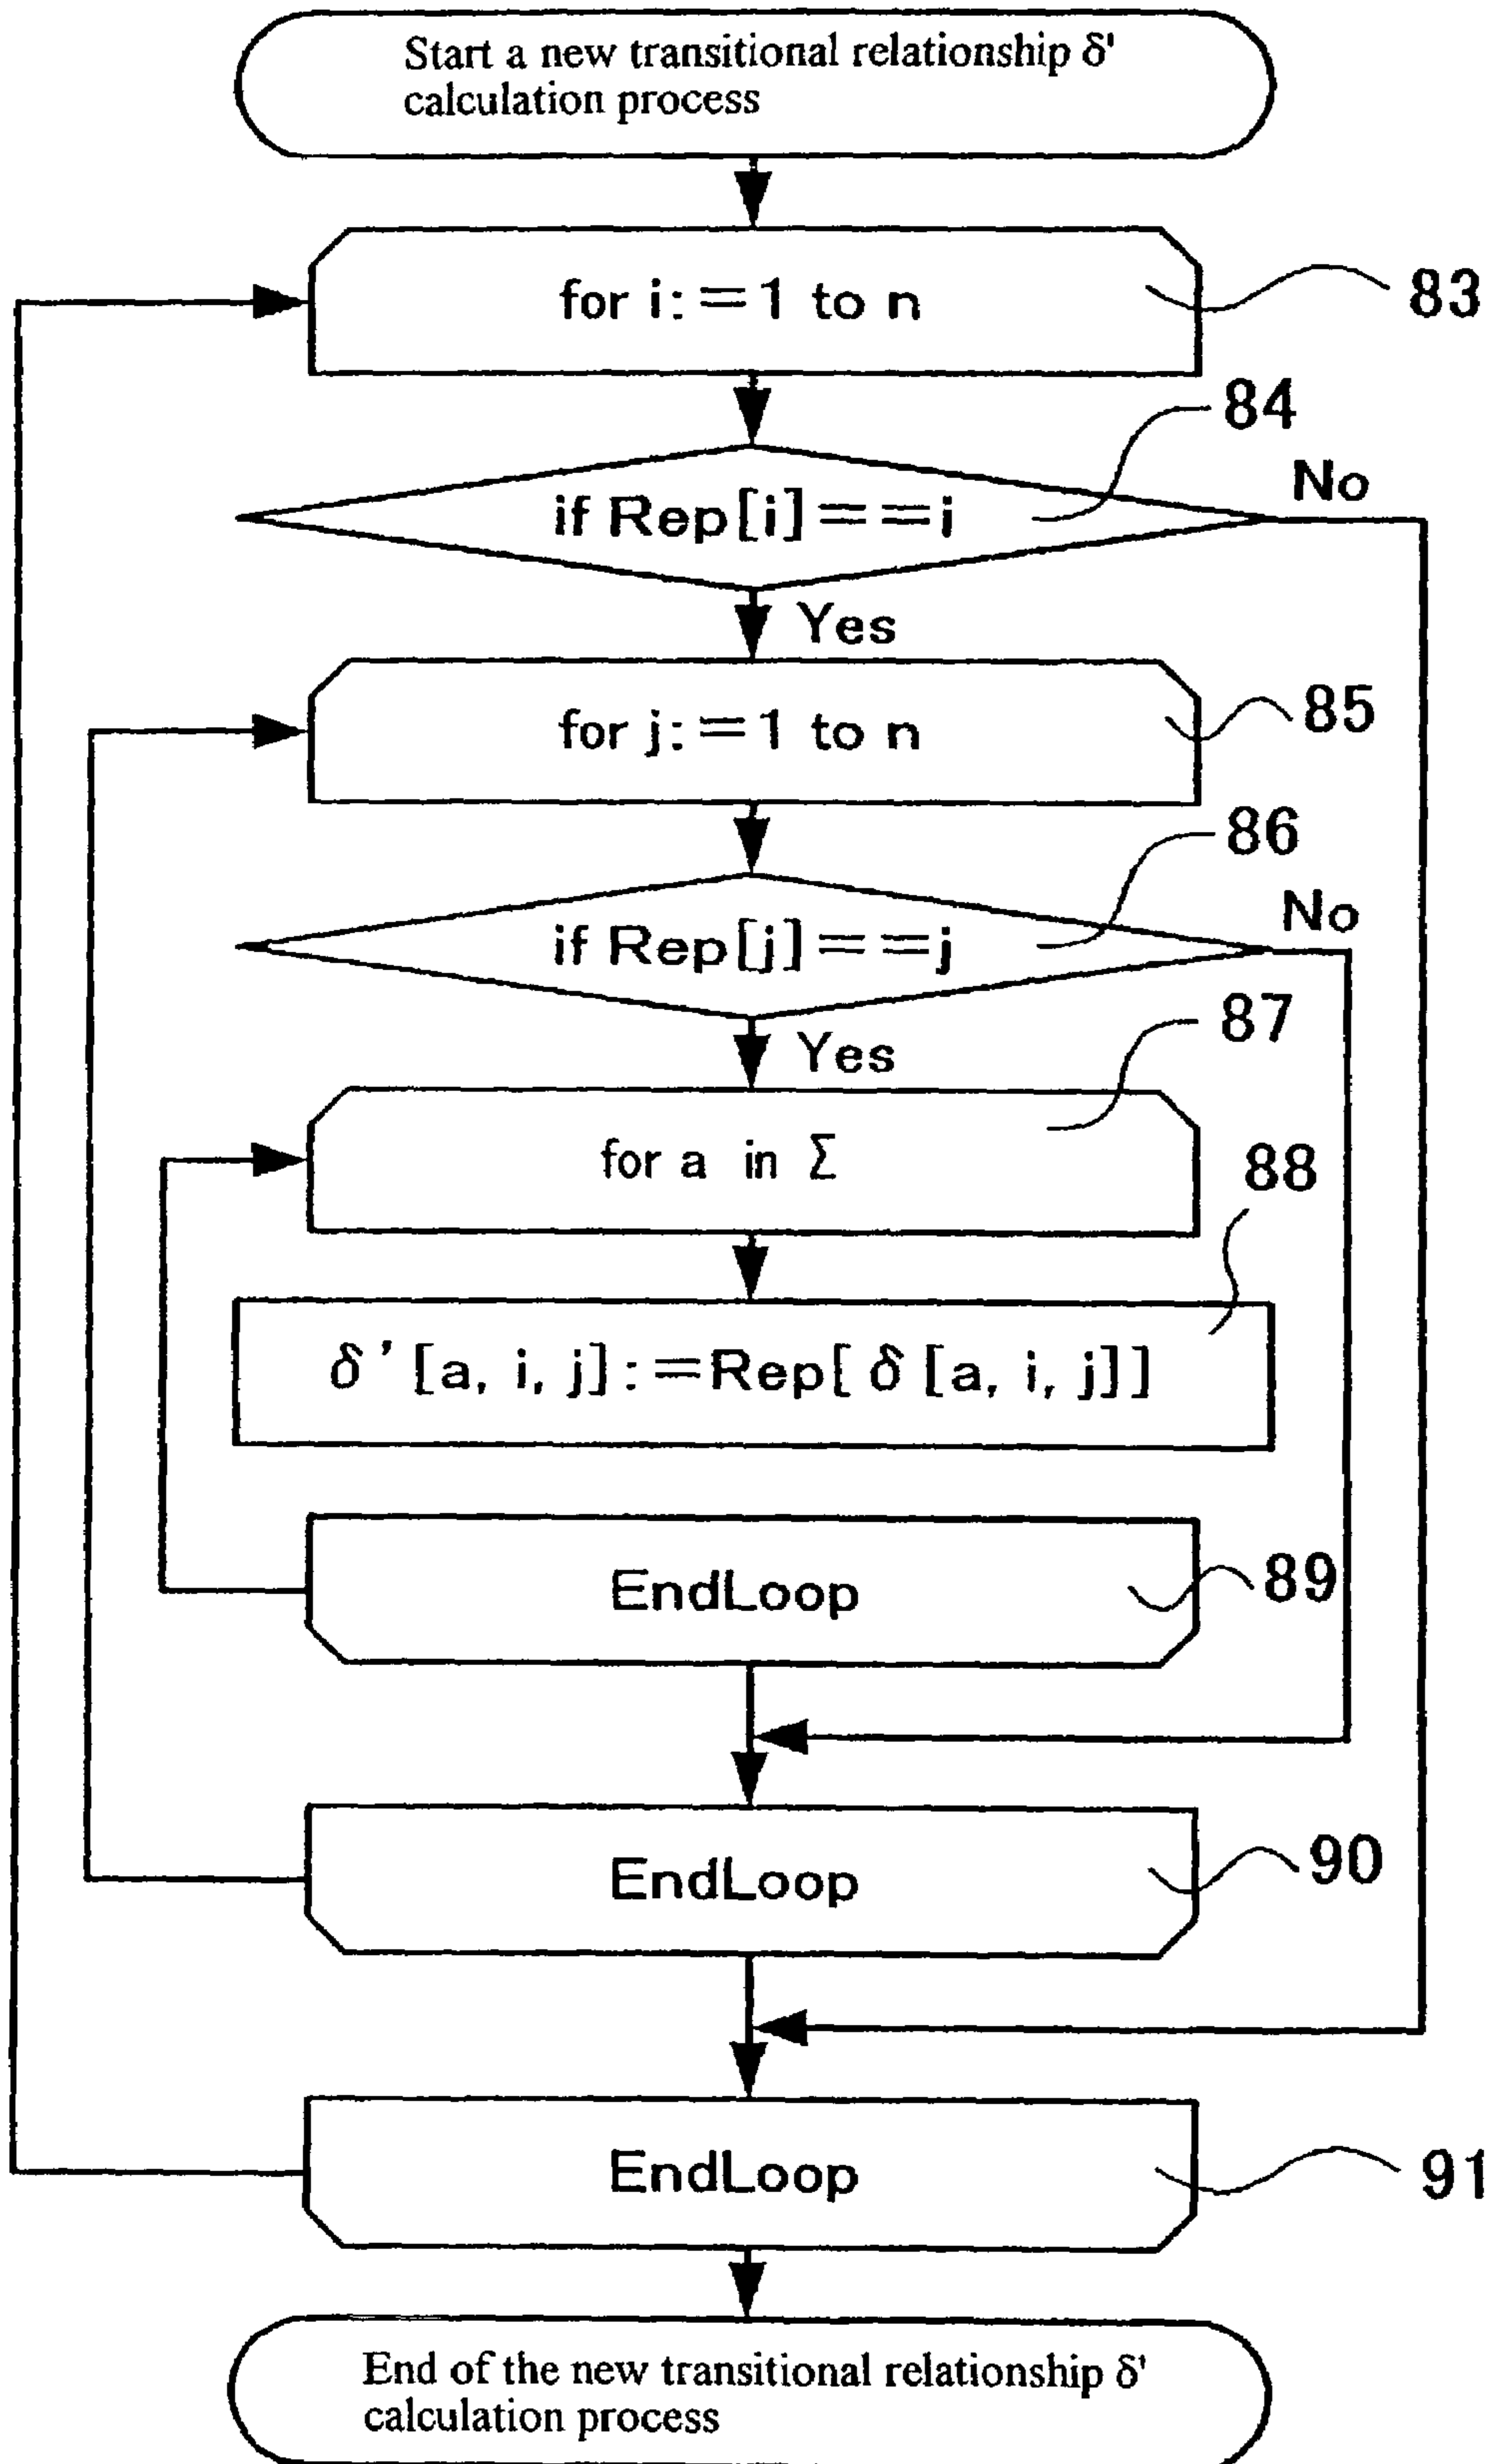 Start a new transitional relationship δ'
calculation process
for i:=1 to n
83
84
if Rep[i]==i
No
Yes
for j:=1 to n
85
86
if Rep[j]==j
No
Yes
87
for a in Σ
88
δ'[a, i, j]:=Rep[δ[a, i, j]]
EndLoop
89
EndLoop
90
EndLoop
91
End of the new transitional relationship δ'
calculation process